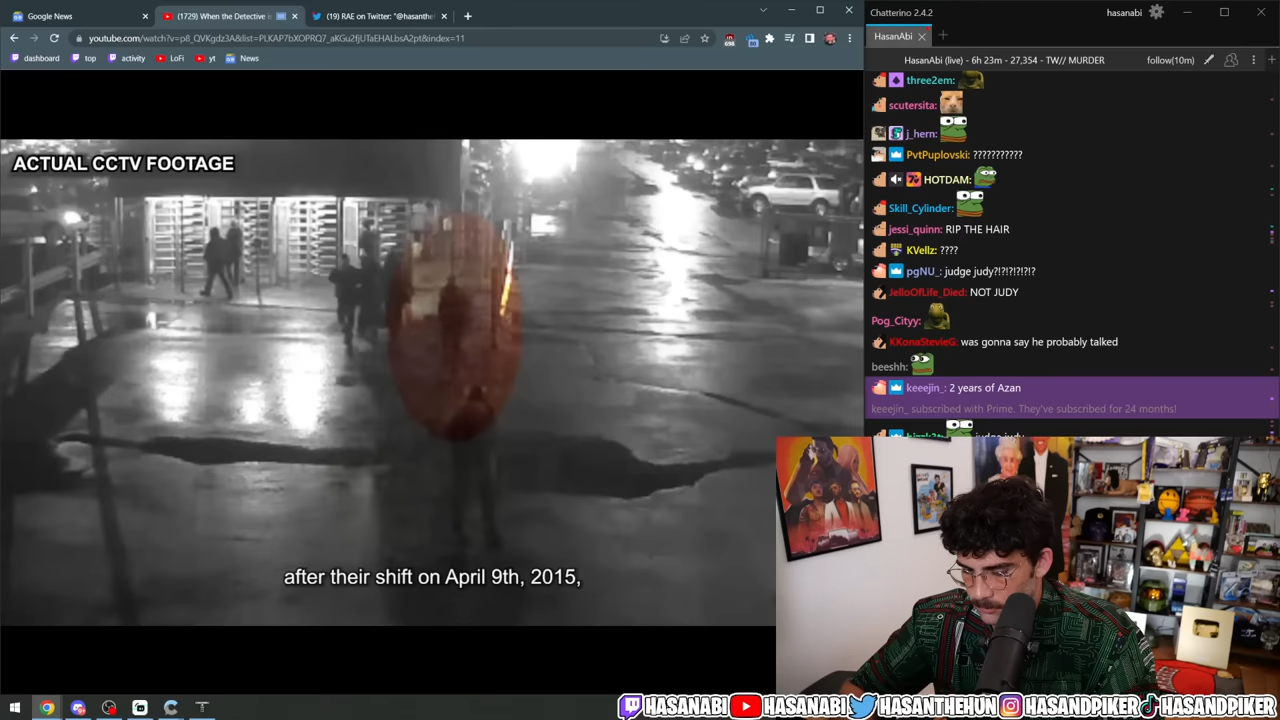 Google News
(1729) When the Detective i
(19) RAE on Twitter: "@hasanthe
youtube.com/watch?v=p8_QVKgdz3A&list=PLKAP7bXOPRQ7_aKGu2fjUTaEHALbsA2pt&index=11
698
80
dashboard
top
activity
LoFi
yt
News
ACTUAL CCTV FOOTAGE
after their shift on April 9th, 2015,
Chatterino 2.4.2
hasanabi
HasanAbi
HasanAbi (live) - 6h 23m - 27,354 - TW// MURDER
follow(10m)
three2em:
scutersita:
j_hern:
PvtPuplovski: ???????????
HOTDAM:
Skill_Cylinder:
jessi_quinn: RIP THE HAIR
KVellz: ????
pgNU_: judge judy?!?!?!?!?
JelloOfLife_Died: NOT JUDY
Pog_Cityy:
KKonaStevieG: was gonna say he probably talked
beeshh:
keeejin_: 2 years of Azan
keeejin_ subscribed with Prime. They've subscribed for 24 months!
HASANABI
HASANABI
HASANTHEHUN
HASANDPIKER
HASANDPIKER